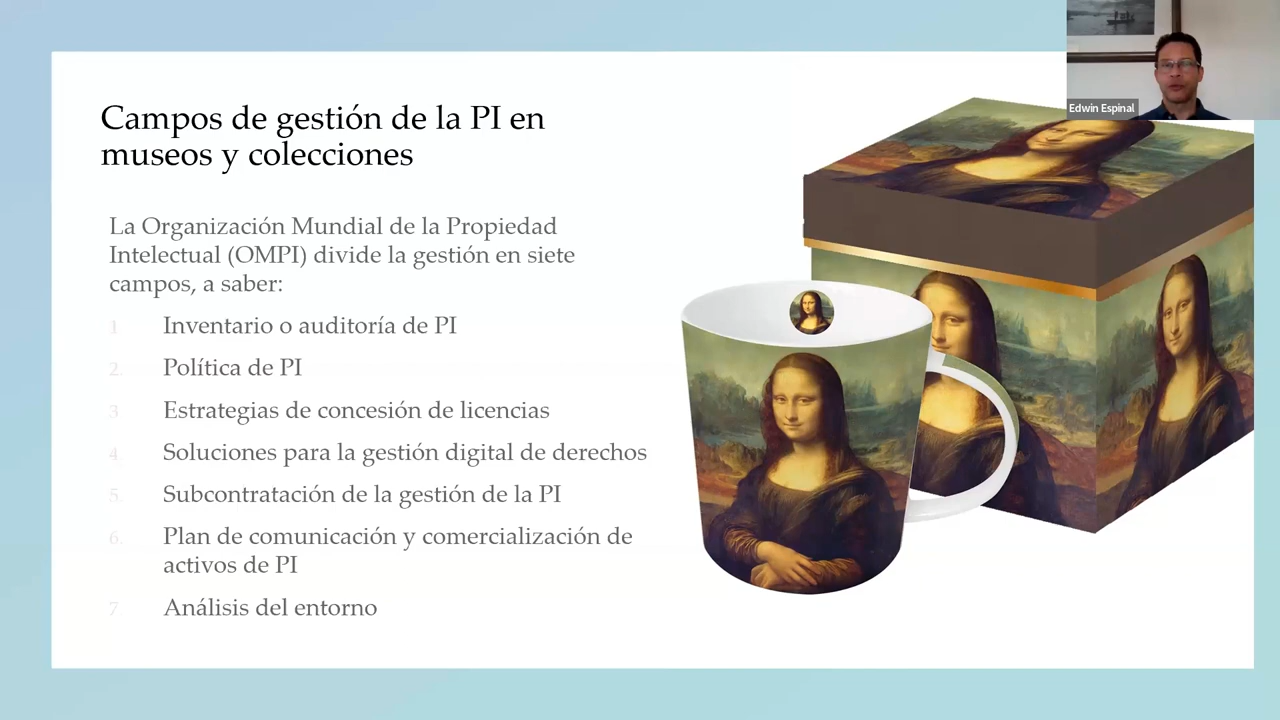 Campos de gestión de la PI en
museos y colecciones
La Organización Mundial de la Propiedad
Intelectual (OMPI) divide la gestión en siete
campos, a saber:
1. Inventario o auditoría de PI
2. Política de PI
3. Estrategias de concesión de licencias
4. Soluciones para la gestión digital de derechos
5. Subcontratación de la gestión de la PI
6. Plan de comunicación y comercialización de
activos de PI
7. Análisis del entorno
Edwin Espinal